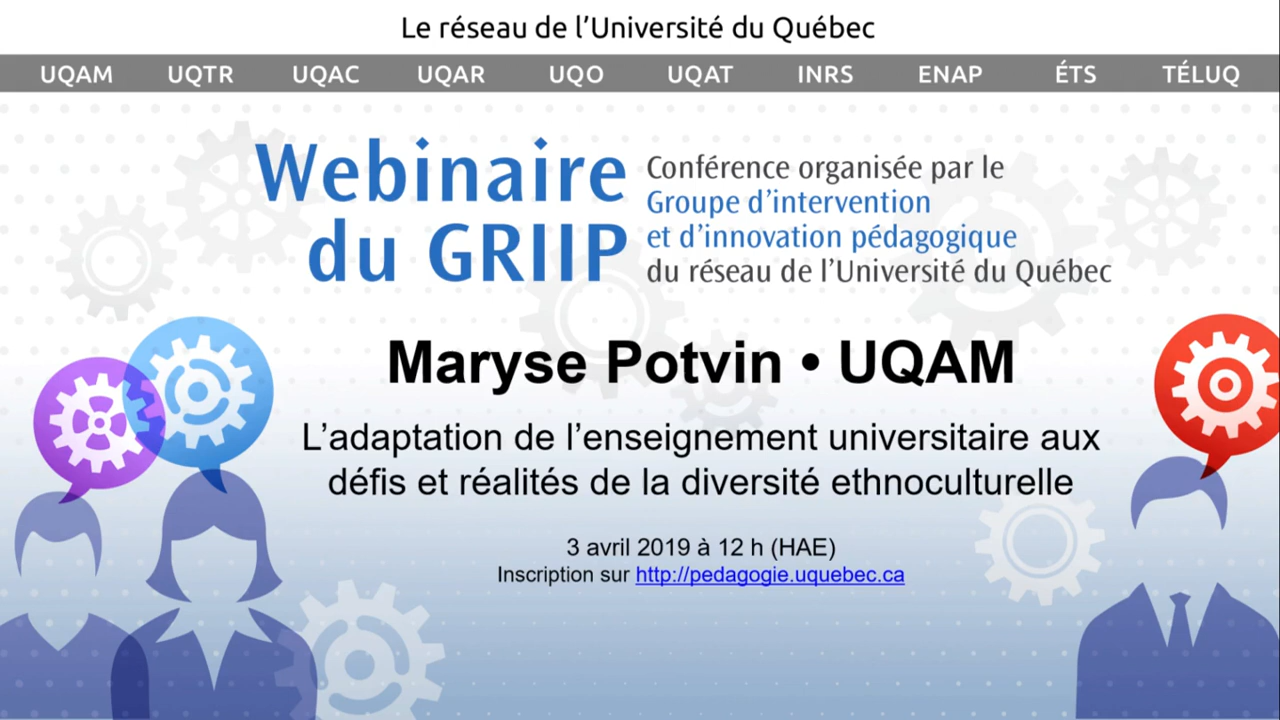 Le réseau de l’Université du Québec
UQAM UQTR UQAC UQAR UQO UQAT INRS ENAP ÉTS TÉLUQ
Webinaire
du GRIIP
Conférence organisée par le
Groupe d’intervention
et d’innovation pédagogique
du réseau de l’Université du Québec
Maryse Potvin • UQAM
L’adaptation de l’enseignement universitaire aux
défis et réalités de la diversité ethnoculturelle
3 avril 2019 à 12 h (HAE)
Inscription sur http://pedagogie.uquebec.ca